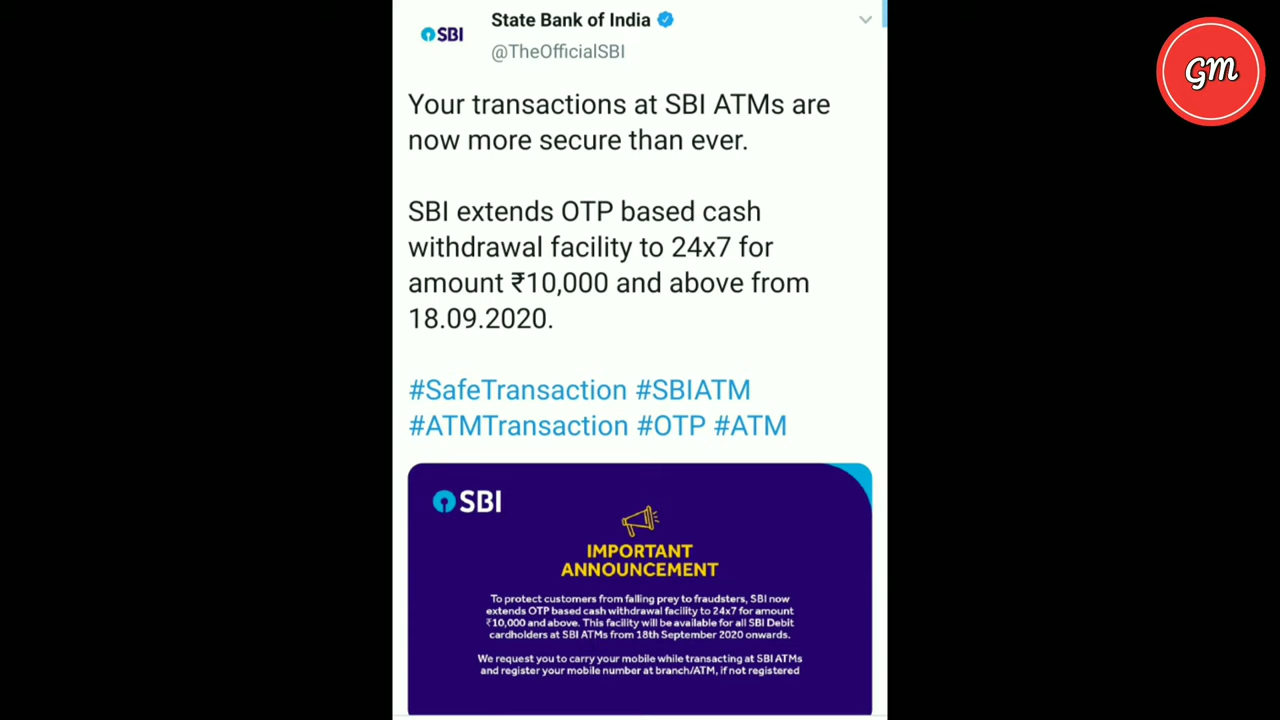 State Bank of India
SBI
@TheOfficialSBI
GM
Your transactions at SBI ATMs are
now more secure than ever.
SBI extends OTP based cash
withdrawal facility to 24x7 for
amount ₹10,000 and above from
18.09.2020.
#SafeTransaction #SBIATM
#ATMTransaction #OTP #ATM
SBI
IMPORTANT
ANNOUNCEMENT
To protect customers from falling prey to fraudsters, SBI now
extends OTP based cash withdrawal facility to 24x7 for amount
₹10,000 and above. This facility will be available for all SBI Debit
cardholders at SBI ATMs from 18th September 2020 onwards.
We request you to carry your mobile while transacting at SBI ATMs
and register your mobile number at branch/ATM, if not registered